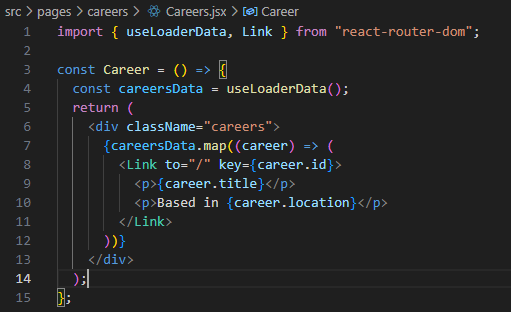 src > pages > careers > Careers.jsx > Career
1 import { useLoaderData, Link } from "react-router-dom";
2
3 const Career = () => {
4 const careersData = useLoaderData();
5 return (
6 <div className="careers">
7 {careersData.map((career) => (
8 <Link to="/" key={career.id}>
9 <p>{career.title}</p>
10 <p>Based in {career.location}</p>
11 </Link>
12 ))}
13 </div>
14 );
15 };